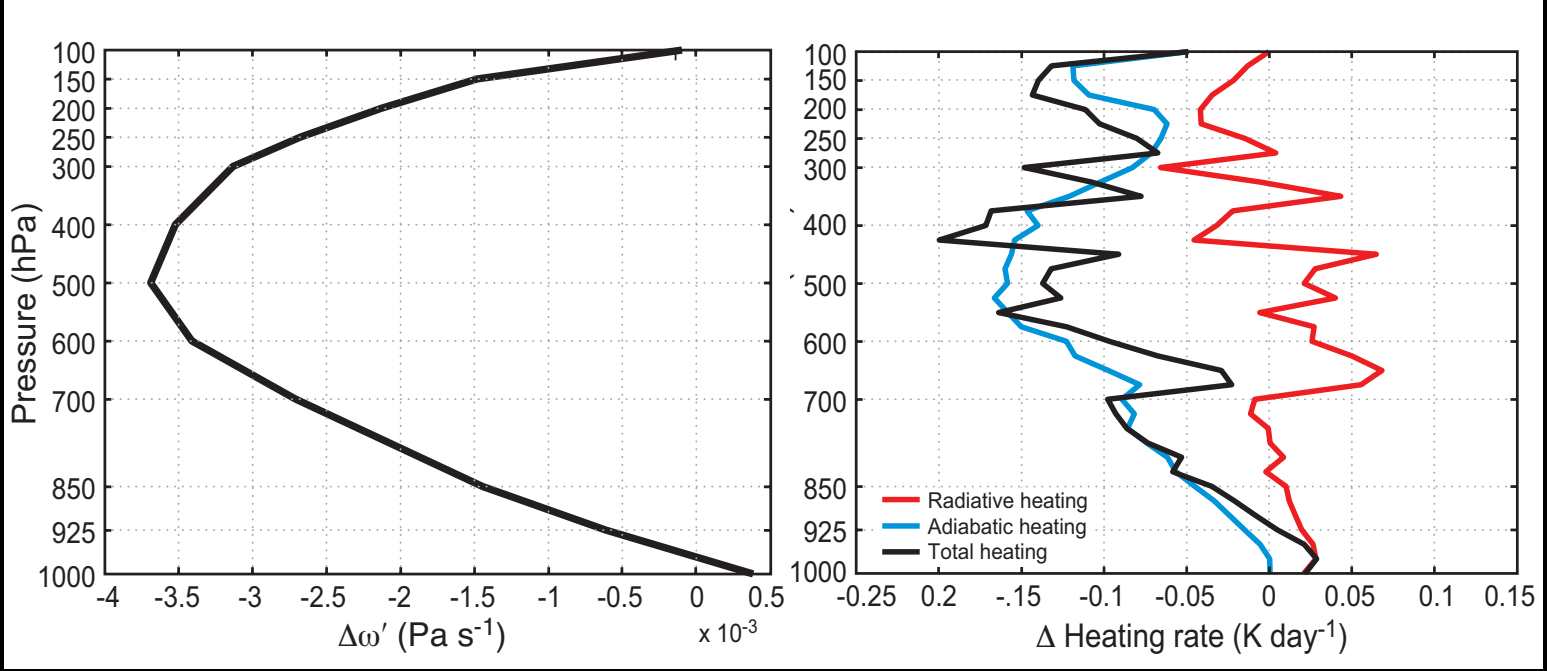 100
150
200
250
300
400
500
600
700
850
925
1000
Pressure (hPa)
-4 -3.5 -3 -2.5 -2 -1.5 -1 -0.5 0 0.5
Δω′ (Pa s⁻¹)
x 10⁻³
100
150
200
250
300
400
500
600
700
850
925
1000
Radiative heating
Adiabatic heating
Total heating
-0.25 0.2 -.15 -0.1 -0.05 0 0.05 0.1 0.15
Δ Heating rate (K day⁻¹)